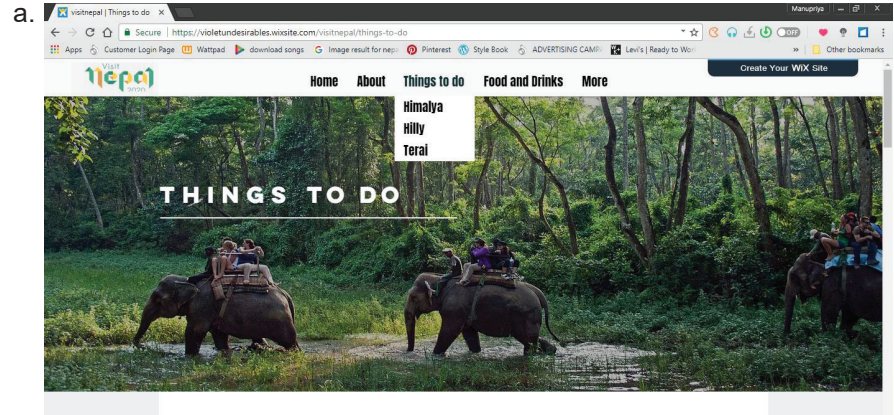 a.
visitnepal | Things to do
Manupriya
Secure | https://violetundesirables.wixsite.com/visitnepal/things-to-do
OFF
Apps Customer Login Page Wattpad download songs Image result for nep Pinterest Style Book ADVERTISING CAMP Levi's | Ready to Wor » Other bookmarks
Visit
nepal
2020
Home About Things to do Food and Drinks More
Create Your WiX Site
Himalya
Hilly
Terai
THINGS TO DO